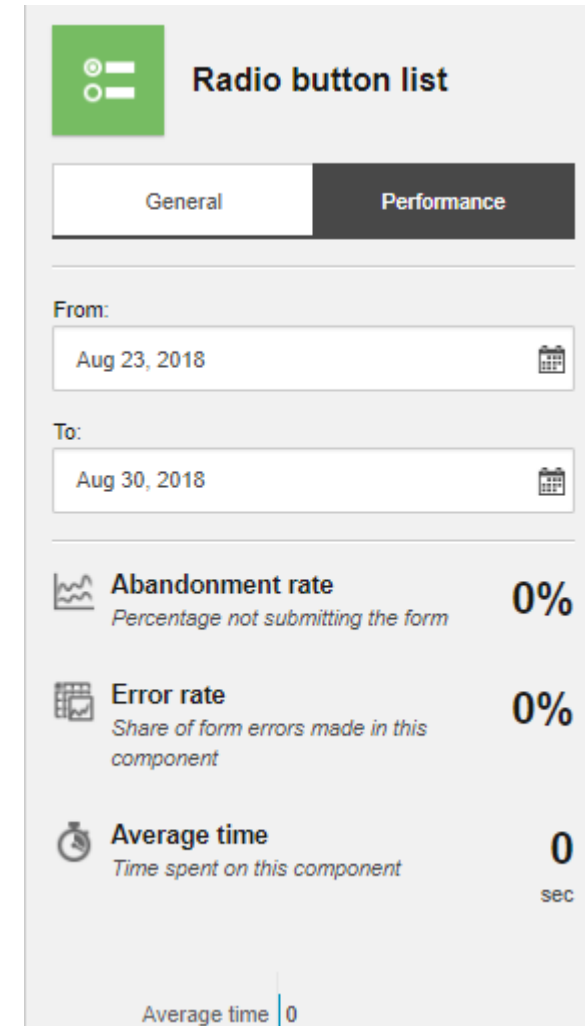 Radio button list
General Performance
From:
Aug 23, 2018
To:
Aug 30, 2018
Abandonment rate
Percentage not submitting the form
0%
Error rate
Share of form errors made in this
component
0%
Average time
Time spent on this component
0
sec
Average time 0